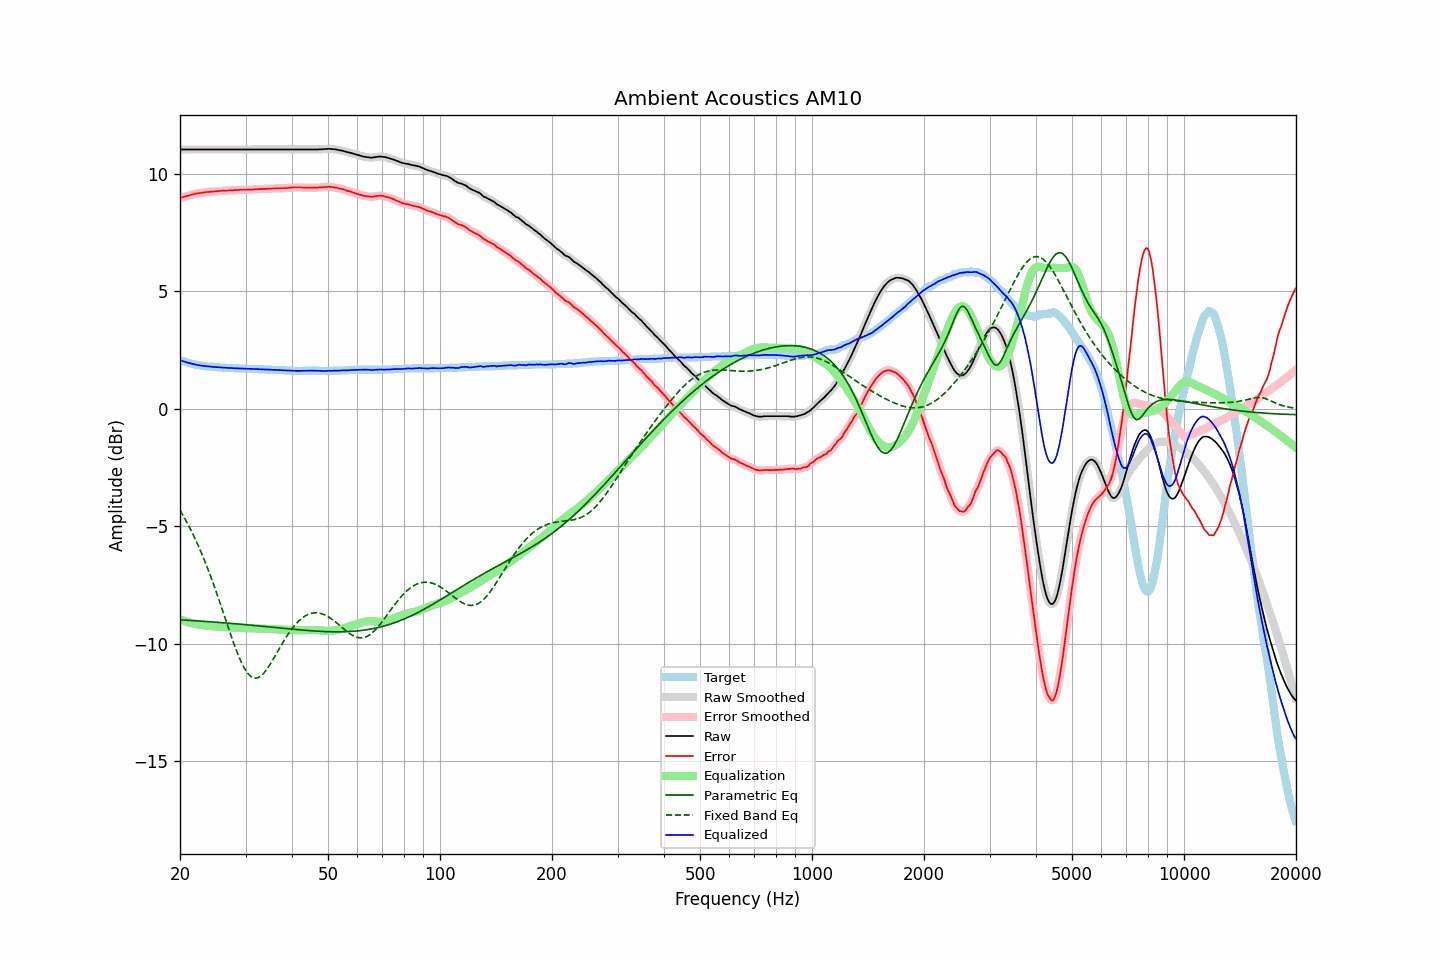 Ambient Acoustics AM10
Amplitude (dBr)
10
5
0
−5
−10
−15
20
50
100
200
500
1000
2000
5000
10000
20000
Frequency (Hz)
Target
Raw Smoothed
Error Smoothed
Raw
Error
Equalization
Parametric Eq
Fixed Band Eq
Equalized